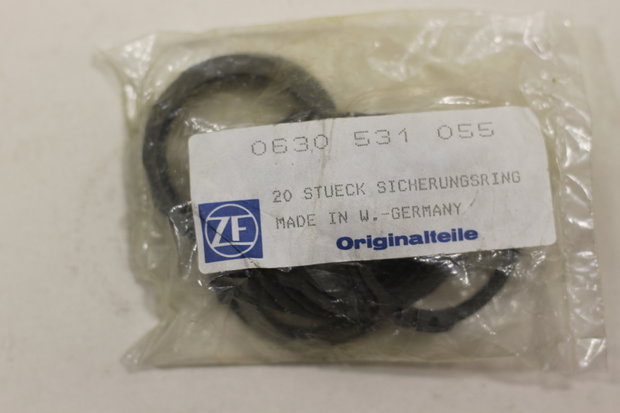 0630 531 055
20 STUECK SICHERUNGSRING
MADE IN W.-GERMANY
ZF
Originalteile